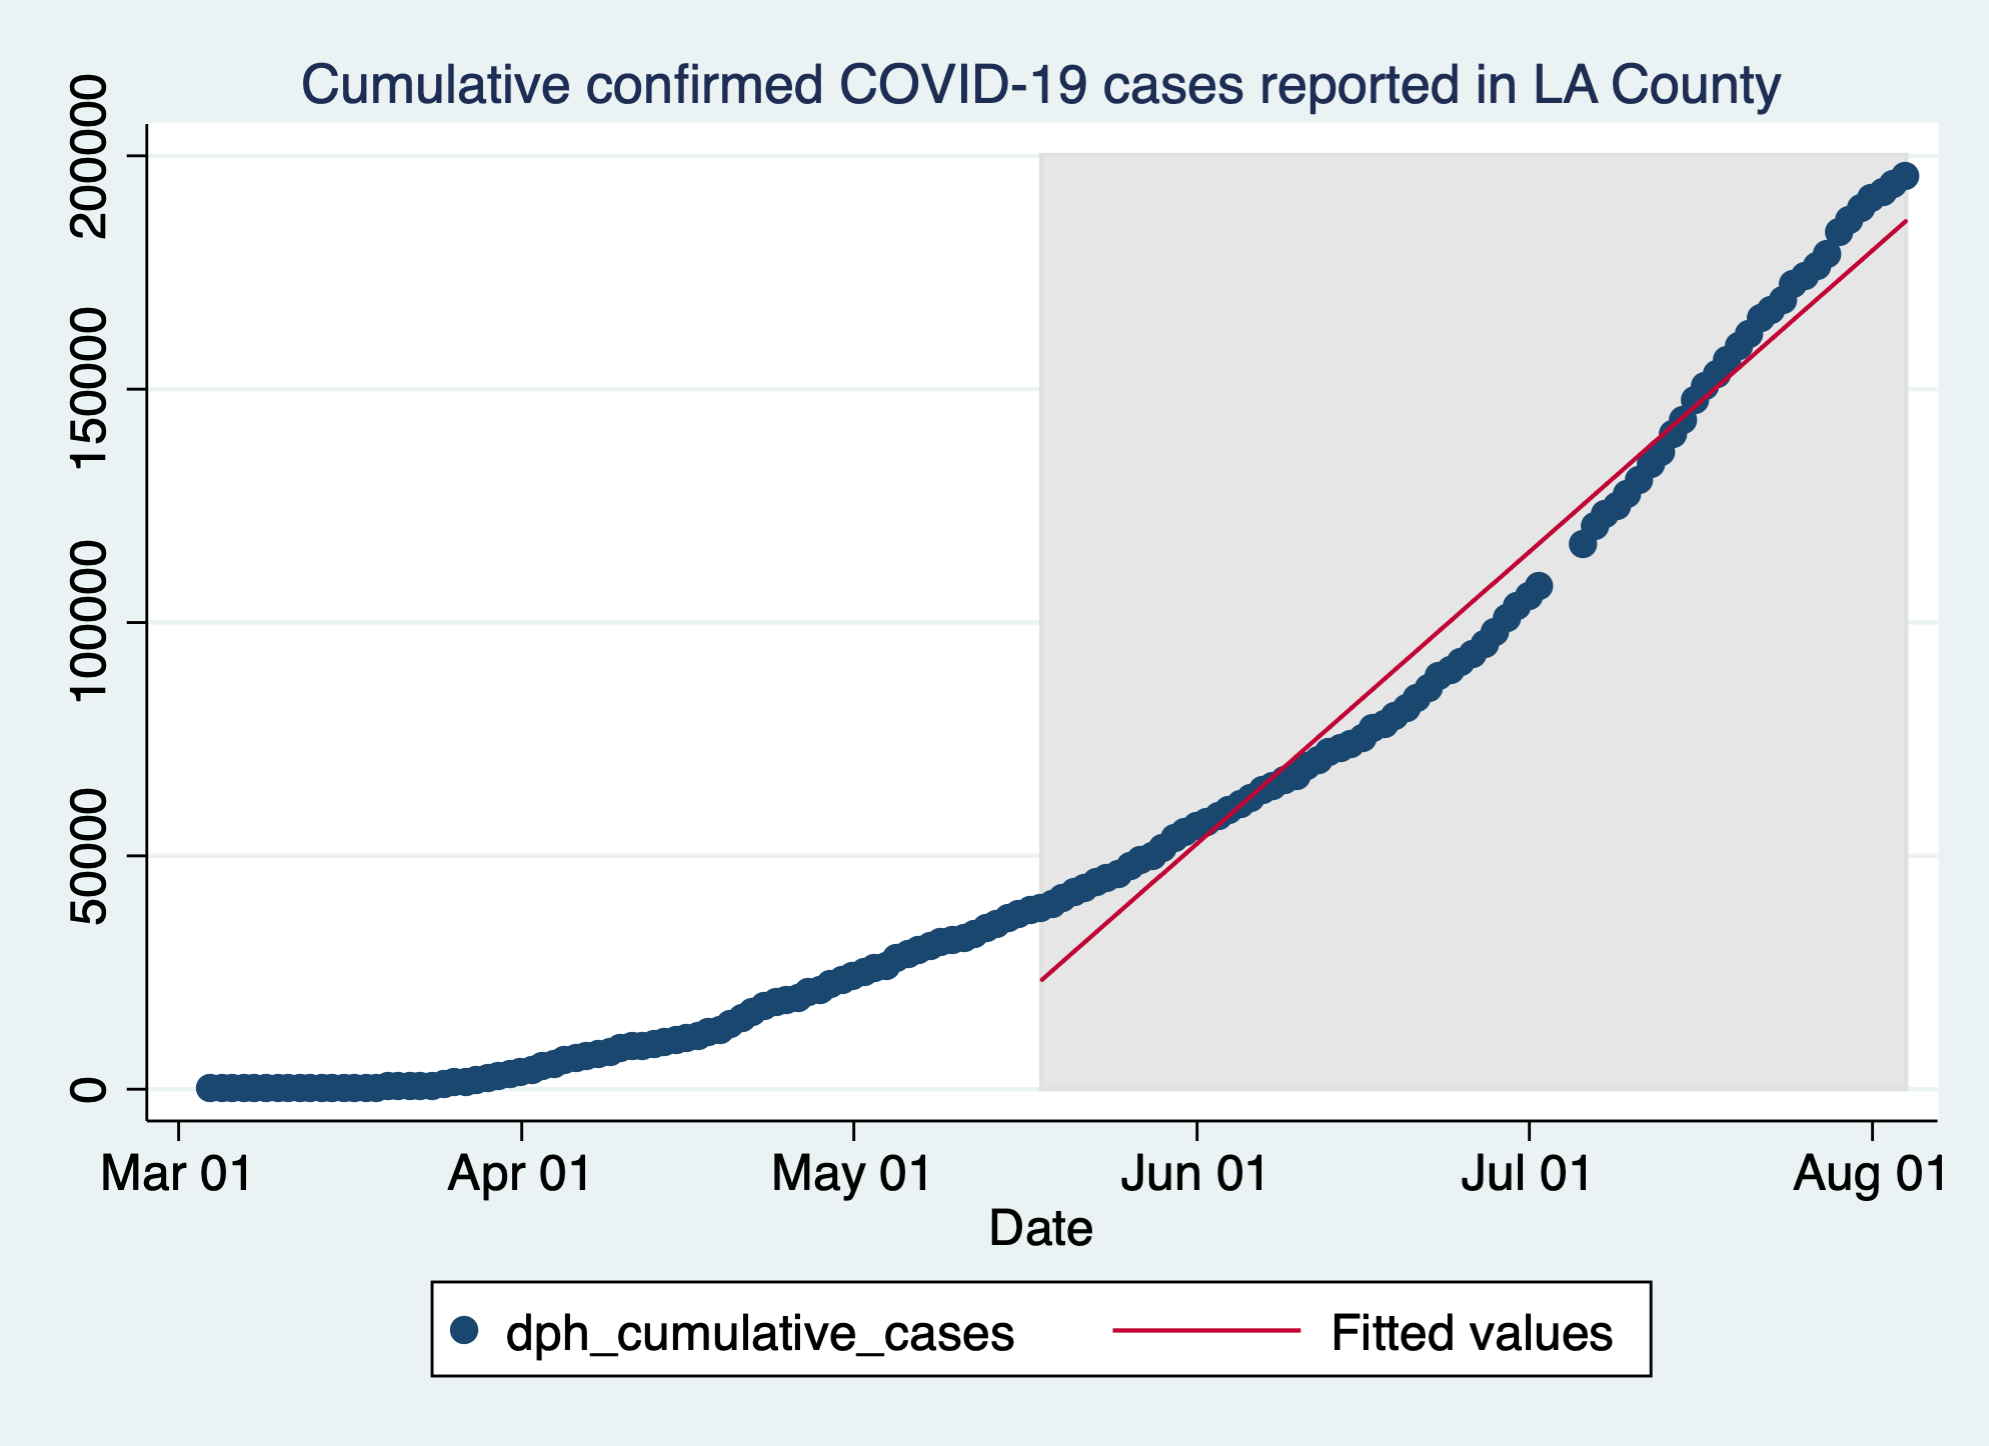 Cumulative confirmed COVID-19 cases reported in LA County
200000
150000
100000
50000
0
Mar 01 Apr 01 May 01 Jun 01 Jul 01 Aug 01
Date
dph_cumulative_cases Fitted values